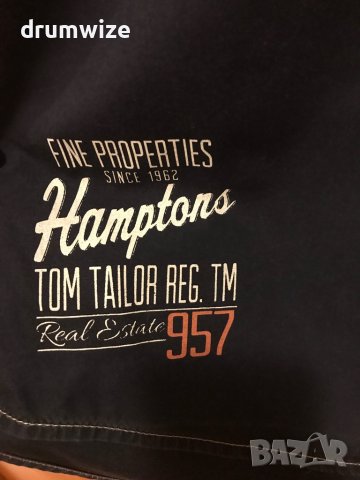 drumwize
FINE PROPERTIES
SINCE 1962
Hamptons
TOM TAILOR REG. TM
Real Estate 957
BAZAR